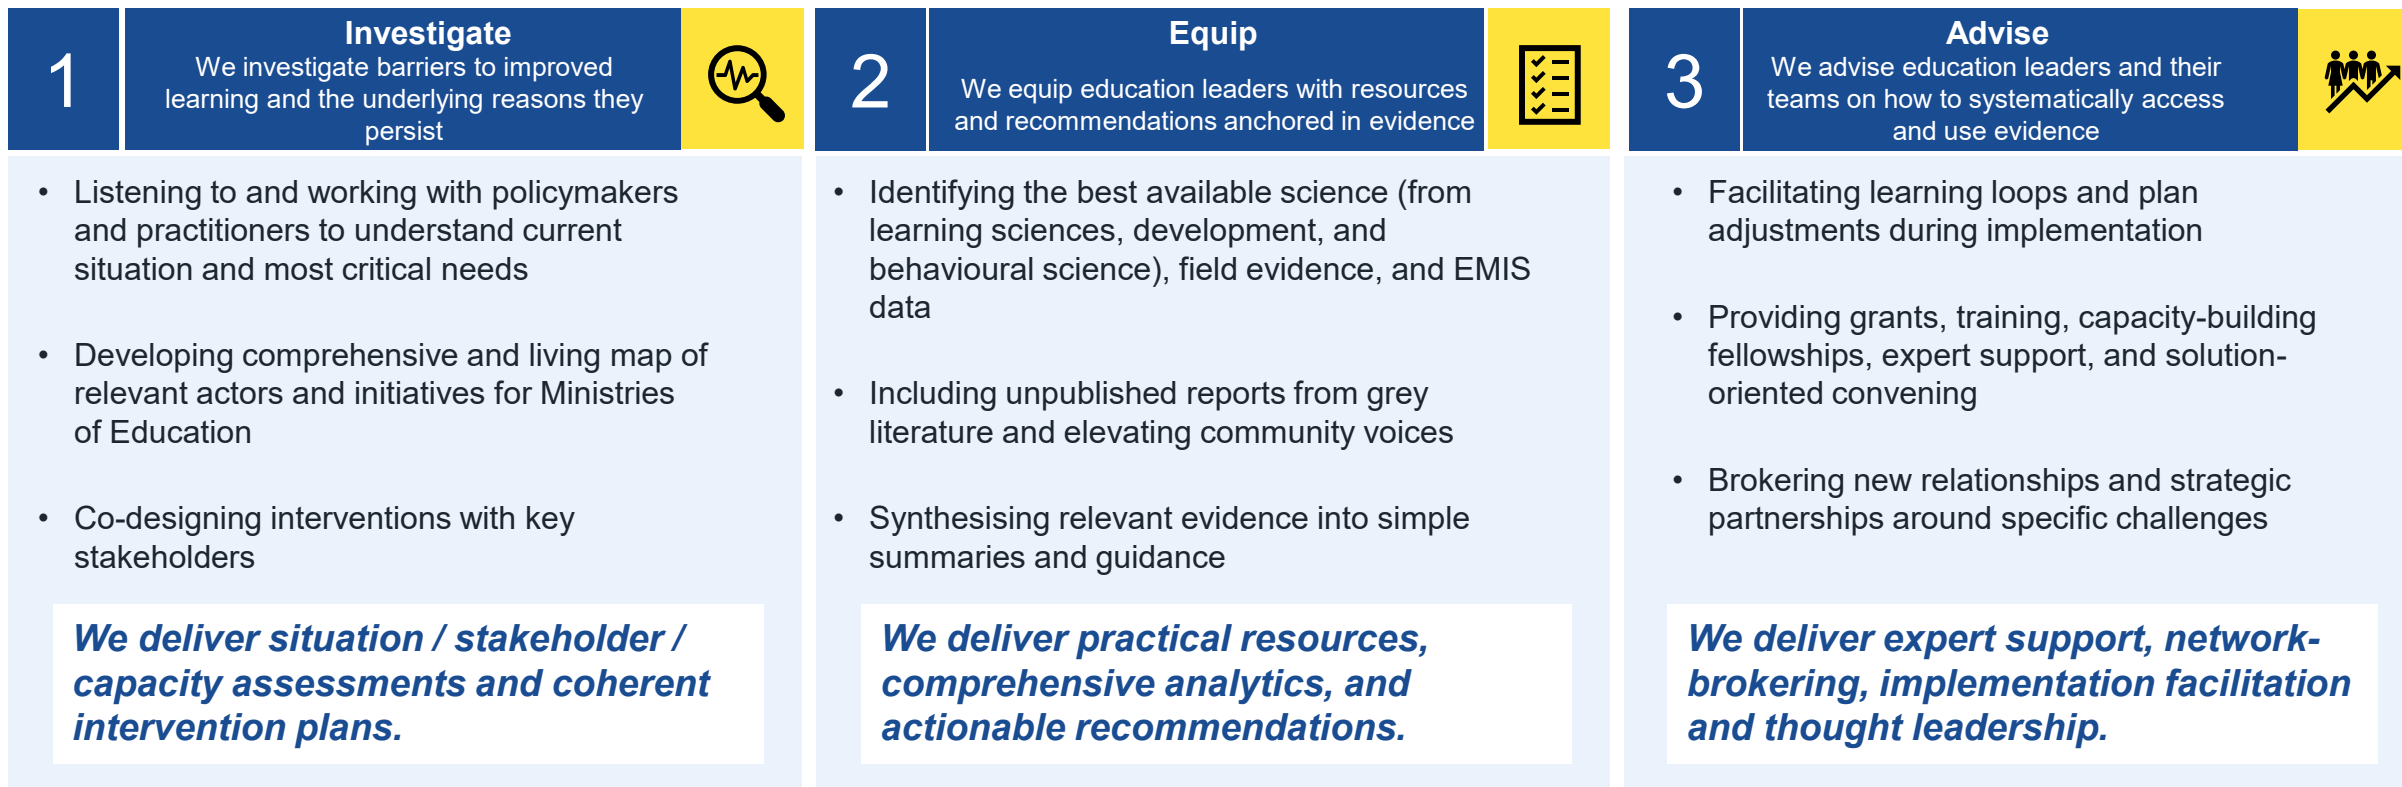 1
Investigate
We investigate barriers to improved
learning and the underlying reasons they
persist
• Listening to and working with policymakers
and practitioners to understand current
situation and most critical needs
• Developing comprehensive and living map of
relevant actors and initiatives for Ministries
of Education
• Co-designing interventions with key
stakeholders
We deliver situation / stakeholder /
capacity assessments and coherent
intervention plans.
2
Equip
We equip education leaders with resources
and recommendations anchored in evidence
• Identifying the best available science (from
learning sciences, development, and
behavioural science), field evidence, and EMIS
data
• Including unpublished reports from grey
literature and elevating community voices
• Synthesising relevant evidence into simple
summaries and guidance
We deliver practical resources,
comprehensive analytics, and
actionable recommendations.
3
Advise
We advise education leaders and their
teams on how to systematically access
and use evidence
• Facilitating learning loops and plan
adjustments during implementation
• Providing grants, training, capacity-building
fellowships, expert support, and solution-
oriented convening
• Brokering new relationships and strategic
partnerships around specific challenges
We deliver expert support, network-
brokering, implementation facilitation
and thought leadership.